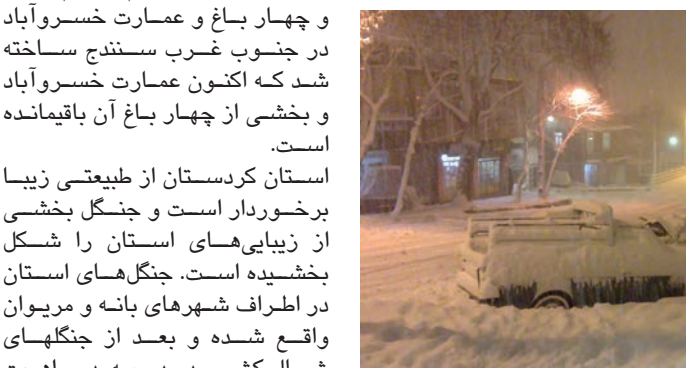 و چهار باغ و عمارت خسروآباد
در جنوب غرب سنندج ساخته
شد که اکنون عمارت خسروآباد
و بخشی از چهار باغ آن باقیمانده
است.
استان کردستان از طبیعتی زیبا
برخوردار است و جنگل بخشی
از زیبایی‌های استان را شکل
بخشیده است. جنگل‌های استان
در اطراف شهرهای بانه و مریوان
واقع شده و بعد از جنگلهای